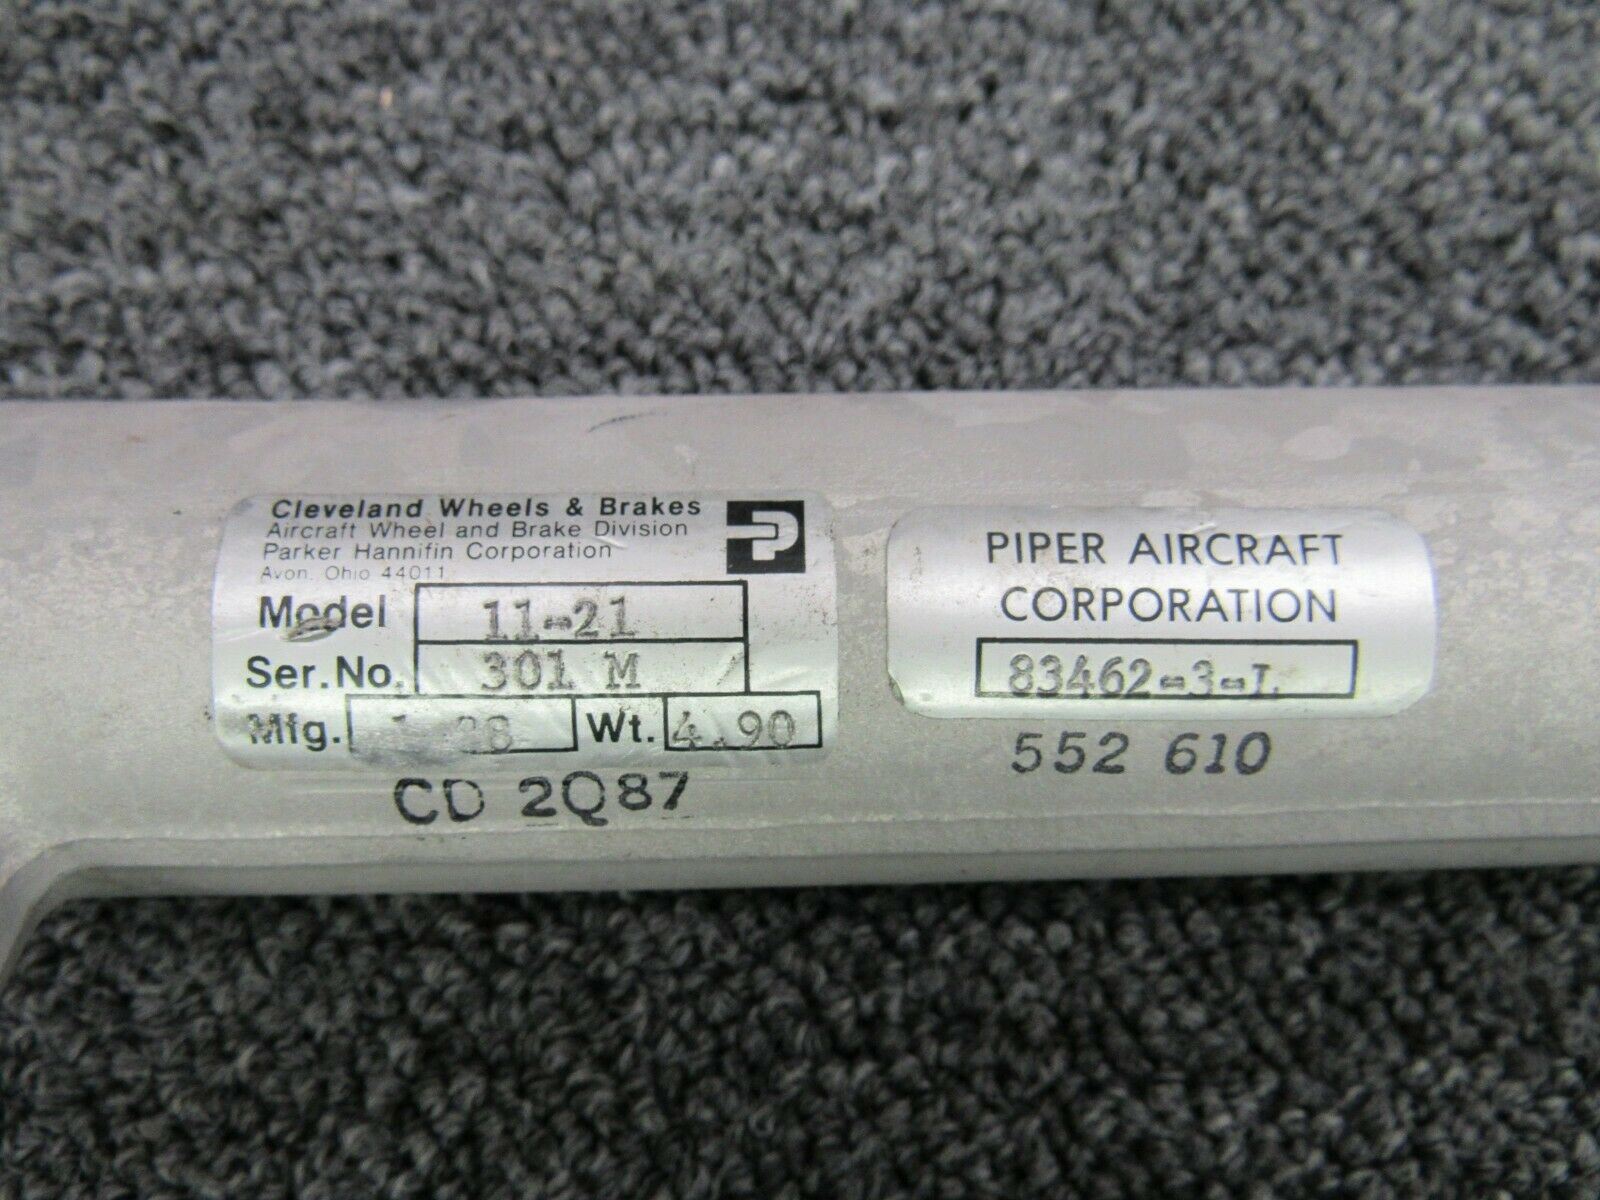 Cleveland Wheels & Brakes
Aircraft Wheel and Brake Division
Parker Hannifin Corporation
Avon, Ohio 44011
Model 11-21
Ser.No. 301 M
Mfg. Wt. 4.90
CD 2Q87
PIPER AIRCRAFT
CORPORATION
83462-3-L
552 610